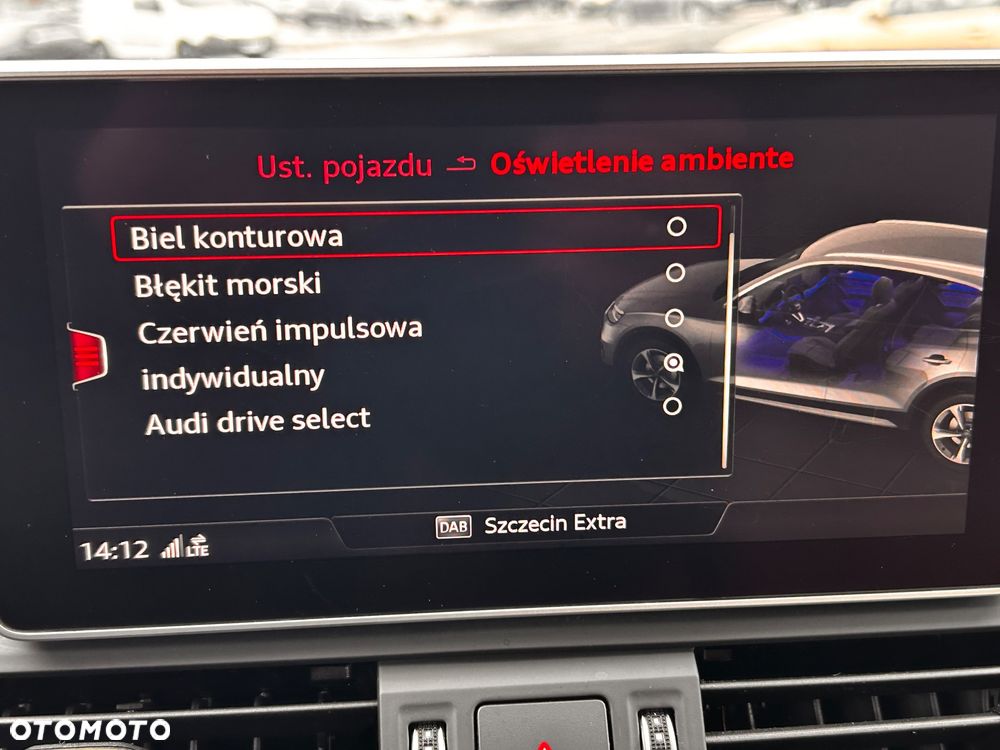 Ust. pojazdu Oświetlenie ambiente
Biel konturowa
Błękit morski
Czerwień impulsowa
indywidualny
Audi drive select
DAB Szczecin Extra
14:12 LTE
OTOMOTO